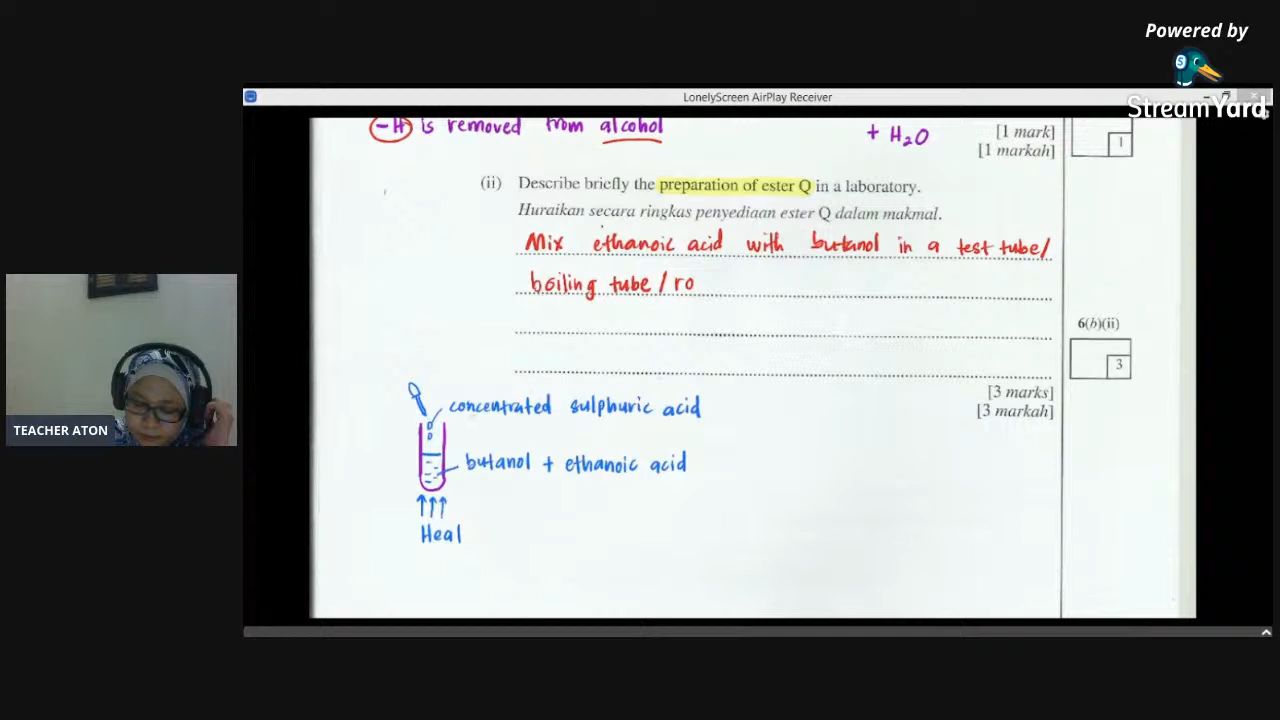 Powered by
StreamYard
LonelyScreen AirPlay Receiver
-H is removed from alcohol
+ H₂O
[1 mark]
[1 markah]
1
(ii) Describe briefly the preparation of ester Q in a laboratory.
Huraikan secara ringkas penyediaan ester Q dalam makmal.
Mix ethanoic acid with butanol in a test tube/
boiling tube / ro
6(b)(ii)
3
[3 marks]
[3 markah]
concentrated sulphuric acid
butanol + ethanoic acid
Heat
TEACHER ATON